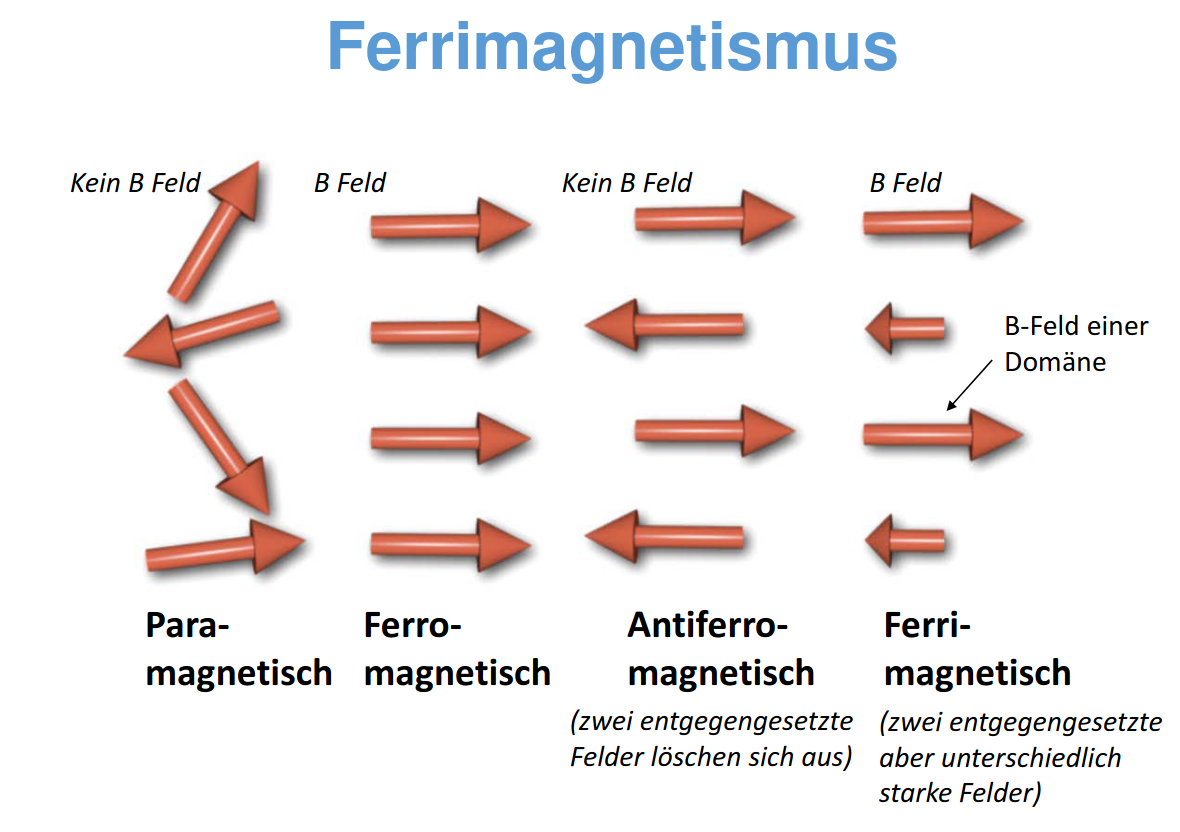 Ferrimagnetismus
Kein B Feld
B Feld
Kein B Feld
B Feld
B-Feld einer
Domäne
Para-
magnetisch
Ferro-
magnetisch
Antiferro-
magnetisch
(zwei entgegengesetzte
Felder löschen sich aus)
Ferri-
magnetisch
(zwei entgegengesetzte
aber unterschiedlich
starke Felder)